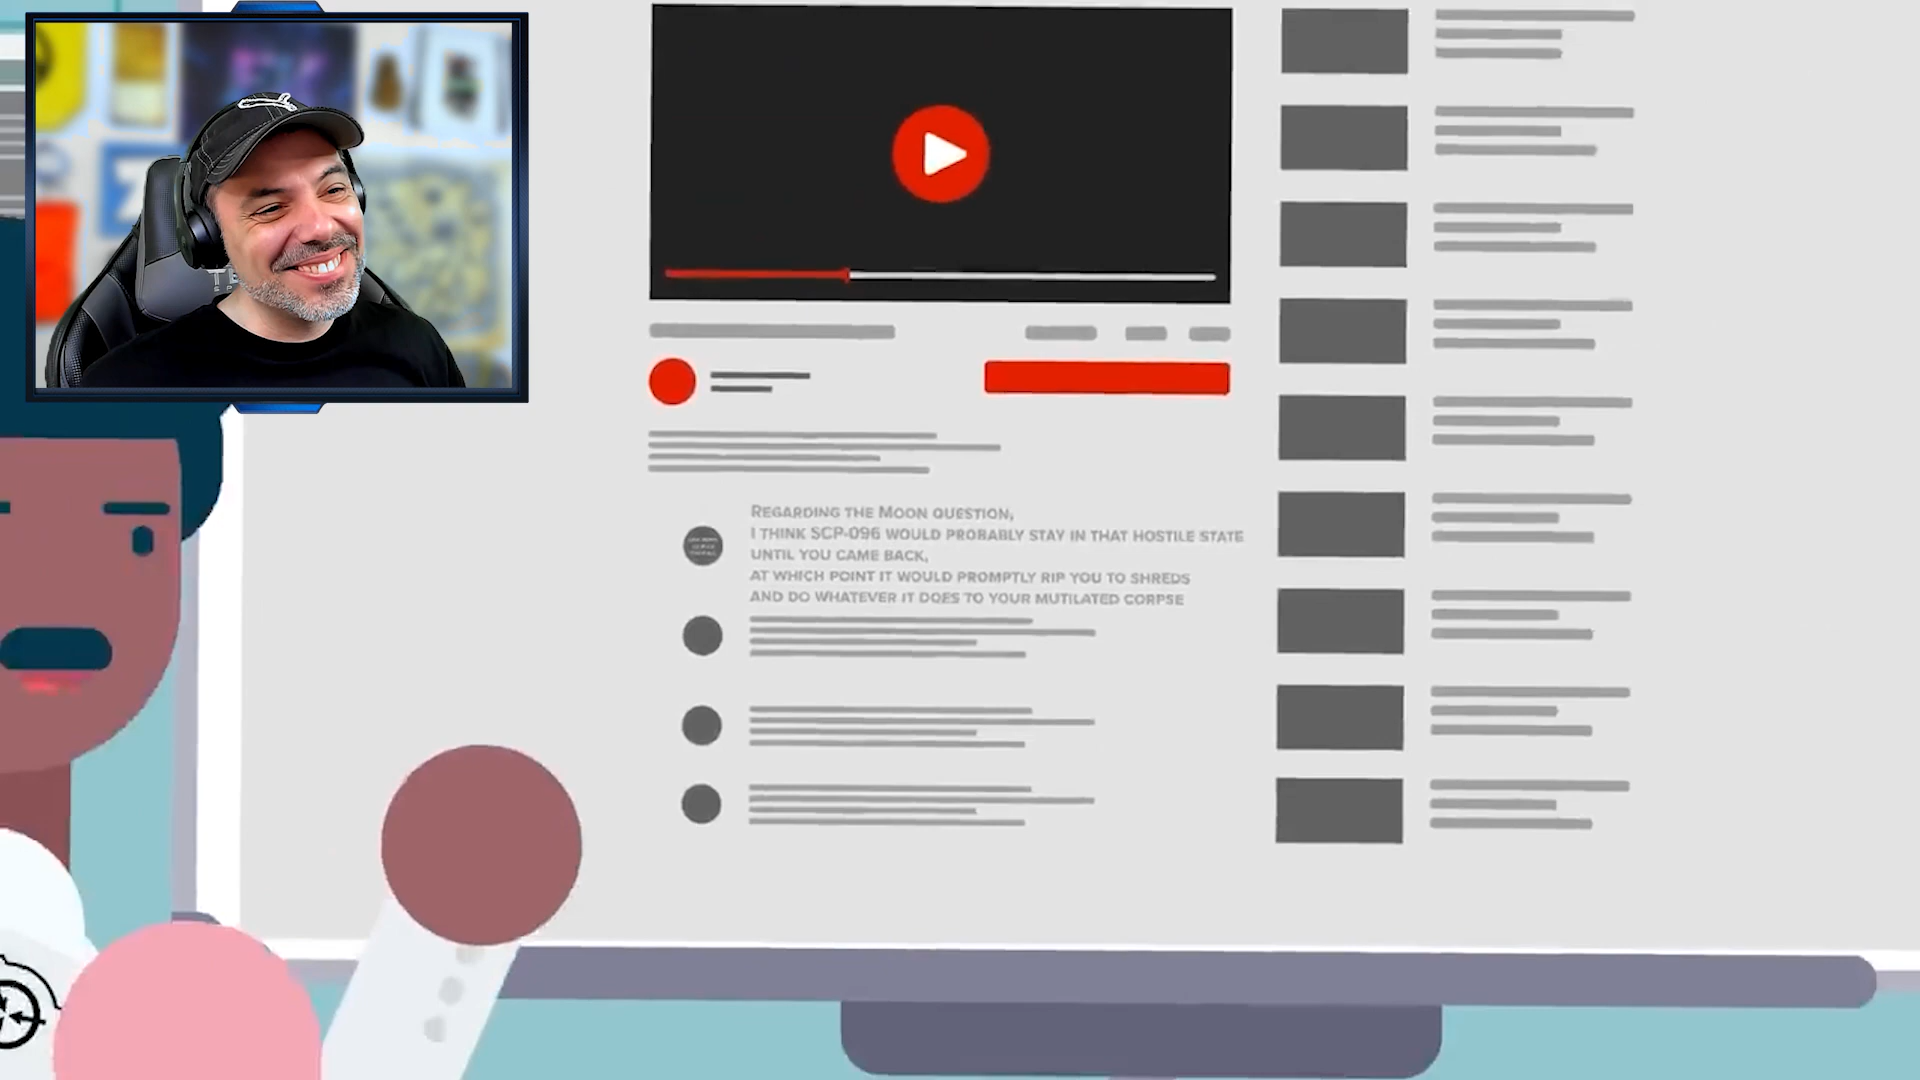 Regarding the Moon question,
I think SCP-096 would probably stay in that hostile state
until you came back,
at which point it would promptly rip you to shreds
and do whatever it does to your mutilated corpse